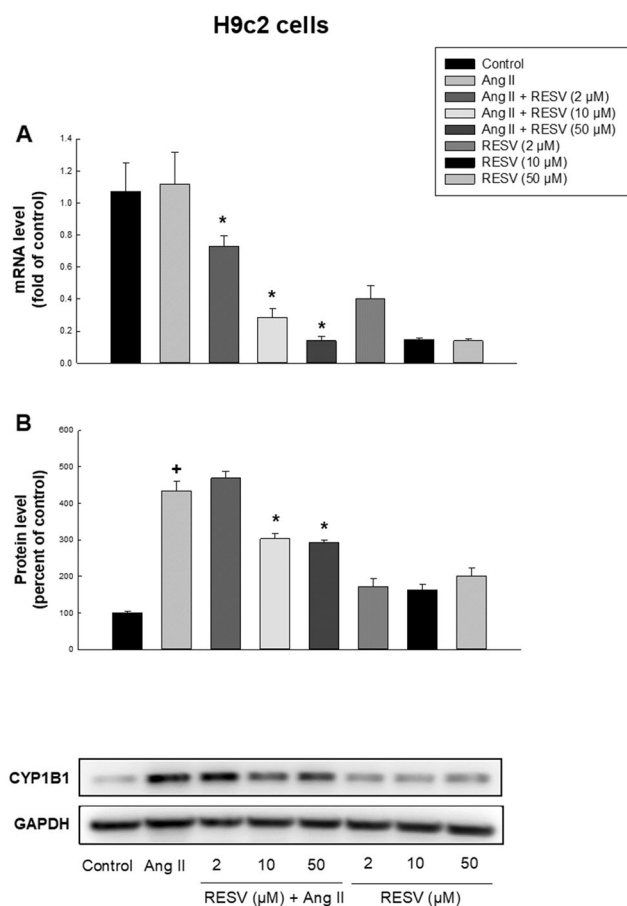 H9c2 cells
Control
Ang II
Ang II + RESV (2 µM)
Ang II + RESV (10 µM)
Ang II + RESV (50 µM)
RESV (2 µM)
RESV (10 µM)
RESV (50 µM)
A
mRNA level
(fold of control)
1.4
1.2
1.0
0.8
0.6
0.4
0.2
0.0
*
*
*
B
Protein level
(percent of control)
600
500
400
300
200
100
0
+
*
*
CYP1B1
GAPDH
Control Ang II 2 10 50 2 10 50
RESV (µM) + Ang II RESV (µM)